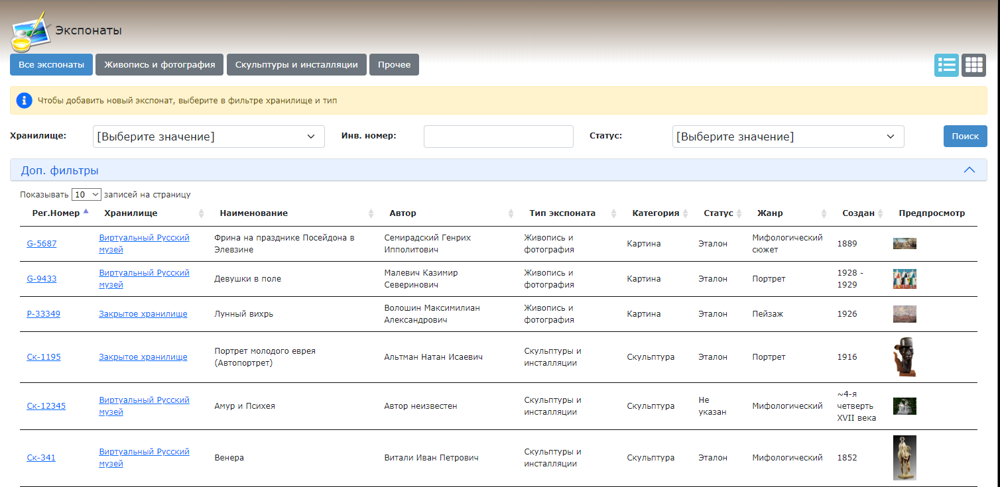 Экспонаты
Все экспонаты Живопись и фотография Скульптуры и инсталляции Прочее
Чтобы добавить новый экспонат, выберите в фильтре хранилище и тип
Хранилище: [Выберите значение] Инв. номер: Статус: [Выберите значение] Поиск
Доп. фильтры
Показывать 10 записей на страницу
Рег.Номер Хранилище Наименование Автор Тип экспоната Категория Статус Жанр Создан Предпросмотр
G-5687 Виртуальный Русский музей Фрина на празднике Посейдона в Элевзине Семирадский Генрих Ипполитович Живопись и фотография Картина Эталон Мифологический сюжет 1889
G-9433 Виртуальный Русский музей Девушки в поле Малевич Казимир Северинович Живопись и фотография Картина Эталон Портрет 1928 - 1929
P-33349 Закрытое хранилище Лунный вихрь Волошин Максимилиан Александрович Живопись и фотография Картина Эталон Пейзаж 1926
Ск-1195 Закрытое хранилище Портрет молодого еврея (Автопортрет) Альтман Натан Исаевич Скульптуры и инсталляции Скульптура Эталон Портрет 1916
Ск-12345 Виртуальный Русский музей Амур и Психея Автор неизвестен Скульптуры и инсталляции Скульптура Не указан Мифологический ~4-я четверть XVII века
Ск-341 Виртуальный Русский музей Венера Витали Иван Петрович Скульптуры и инсталляции Скульптура Эталон Мифологический 1852